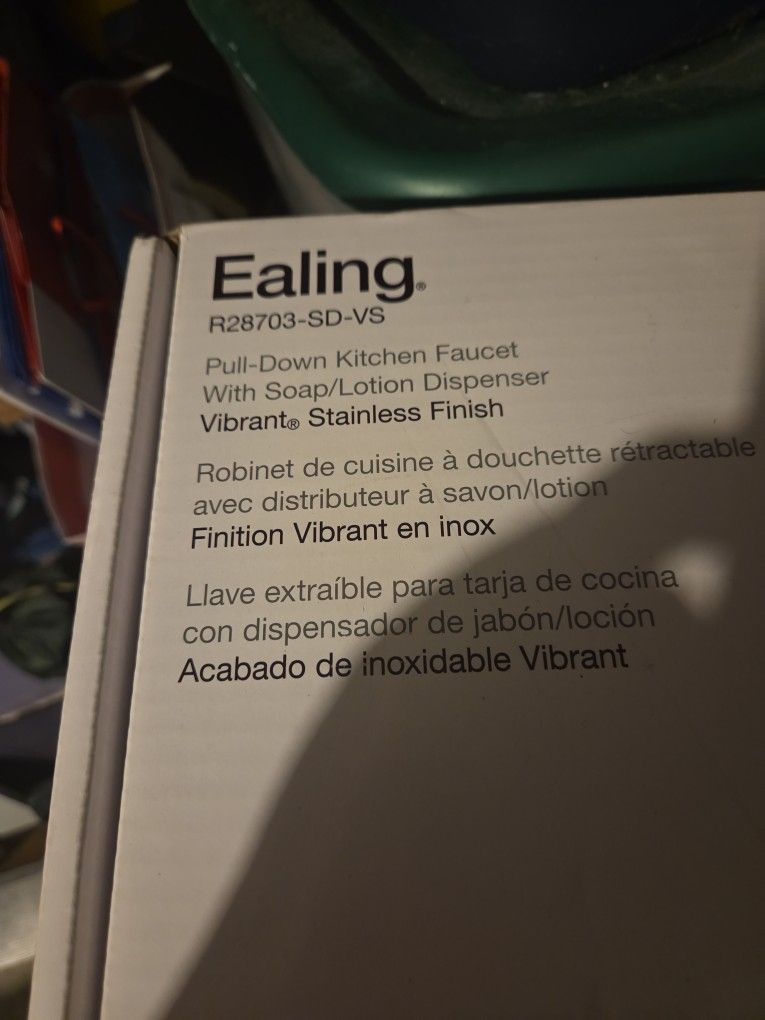 Ealing®
R28703-SD-VS
Pull-Down Kitchen Faucet
With Soap/Lotion Dispenser
Vibrant® Stainless Finish
Robinet de cuisine à douchette rétractable
avec distributeur à savon/lotion
Finition Vibrant en inox
Llave extraíble para tarja de cocina
con dispensador de jabón/loción
Acabado de inoxidable Vibrant